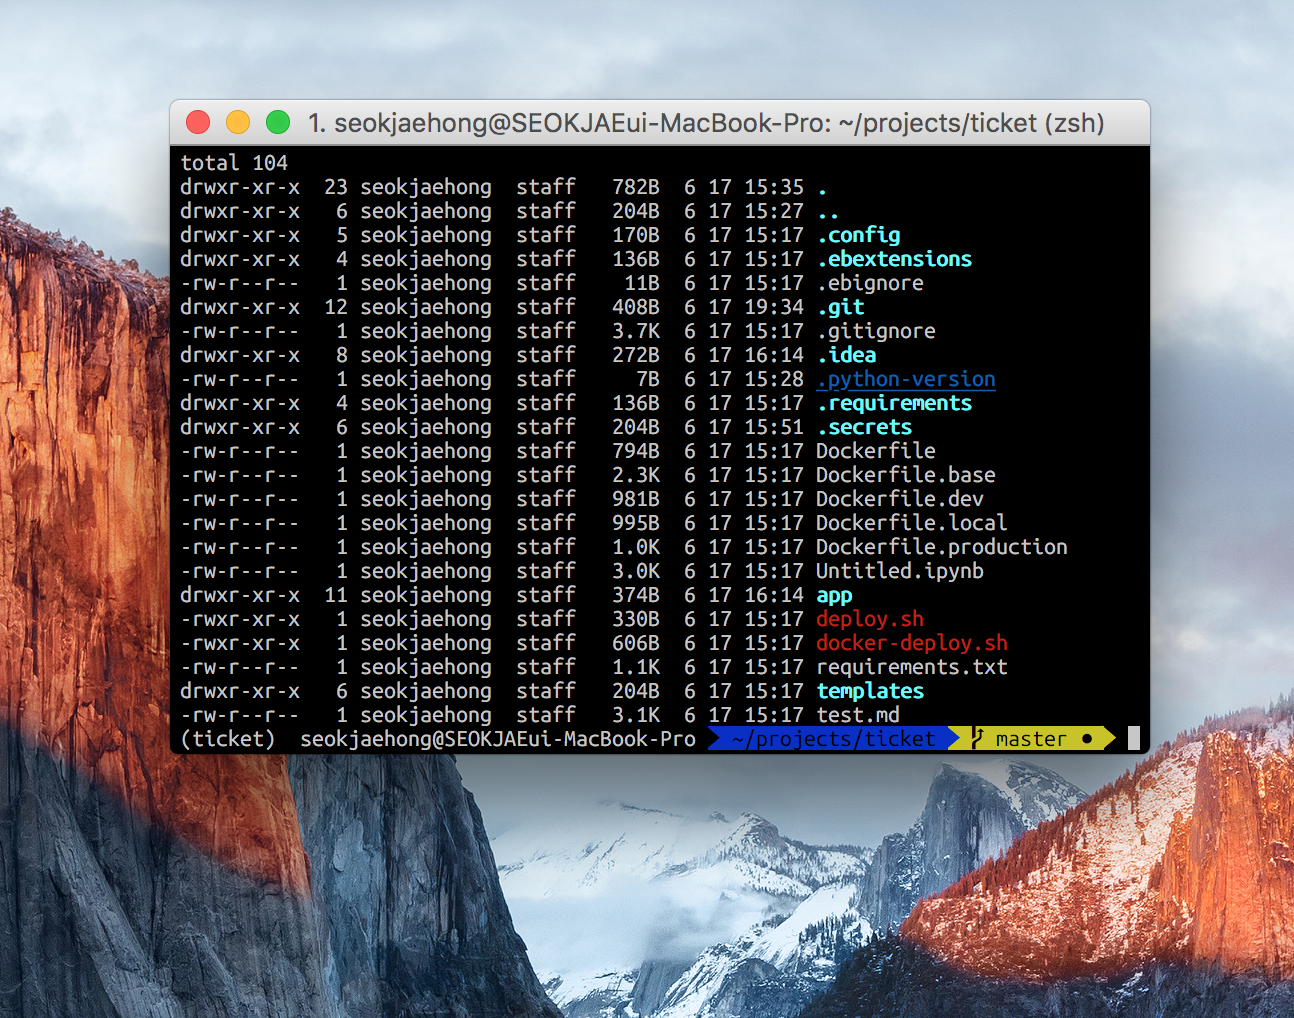 1. seokjaehong@SEOKJAEui-MacBook-Pro: ~/projects/ticket (zsh)
total 104
drwxr-xr-x  23 seokjaehong  staff   782B  6 17 15:35 .
drwxr-xr-x   6 seokjaehong  staff   204B  6 17 15:27 ..
drwxr-xr-x   5 seokjaehong  staff   170B  6 17 15:17 .config
drwxr-xr-x   4 seokjaehong  staff   136B  6 17 15:17 .ebextensions
-rw-r--r--   1 seokjaehong  staff    11B  6 17 15:17 .ebignore
drwxr-xr-x  12 seokjaehong  staff   408B  6 17 19:34 .git
-rw-r--r--   1 seokjaehong  staff   3.7K  6 17 15:17 .gitignore
drwxr-xr-x   8 seokjaehong  staff   272B  6 17 16:14 .idea
-rw-r--r--   1 seokjaehong  staff     7B  6 17 15:28 .python-version
drwxr-xr-x   4 seokjaehong  staff   136B  6 17 15:17 .requirements
drwxr-xr-x   6 seokjaehong  staff   204B  6 17 15:51 .secrets
-rw-r--r--   1 seokjaehong  staff   794B  6 17 15:17 Dockerfile
-rw-r--r--   1 seokjaehong  staff   2.3K  6 17 15:17 Dockerfile.base
-rw-r--r--   1 seokjaehong  staff   981B  6 17 15:17 Dockerfile.dev
-rw-r--r--   1 seokjaehong  staff   995B  6 17 15:17 Dockerfile.local
-rw-r--r--   1 seokjaehong  staff   1.0K  6 17 15:17 Dockerfile.production
-rw-r--r--   1 seokjaehong  staff   3.0K  6 17 15:17 Untitled.ipynb
drwxr-xr-x  11 seokjaehong  staff   374B  6 17 16:14 app
-rwxr-xr-x   1 seokjaehong  staff   330B  6 17 15:17 deploy.sh
-rwxr-xr-x   1 seokjaehong  staff   606B  6 17 15:17 docker-deploy.sh
-rw-r--r--   1 seokjaehong  staff   1.1K  6 17 15:17 requirements.txt
drwxr-xr-x   6 seokjaehong  staff   204B  6 17 15:17 templates
-rw-r--r--   1 seokjaehong  staff   3.1K  6 17 15:17 test.md
(ticket)  seokjaehong@SEOKJAEui-MacBook-Pro  ~/projects/ticket  master ●